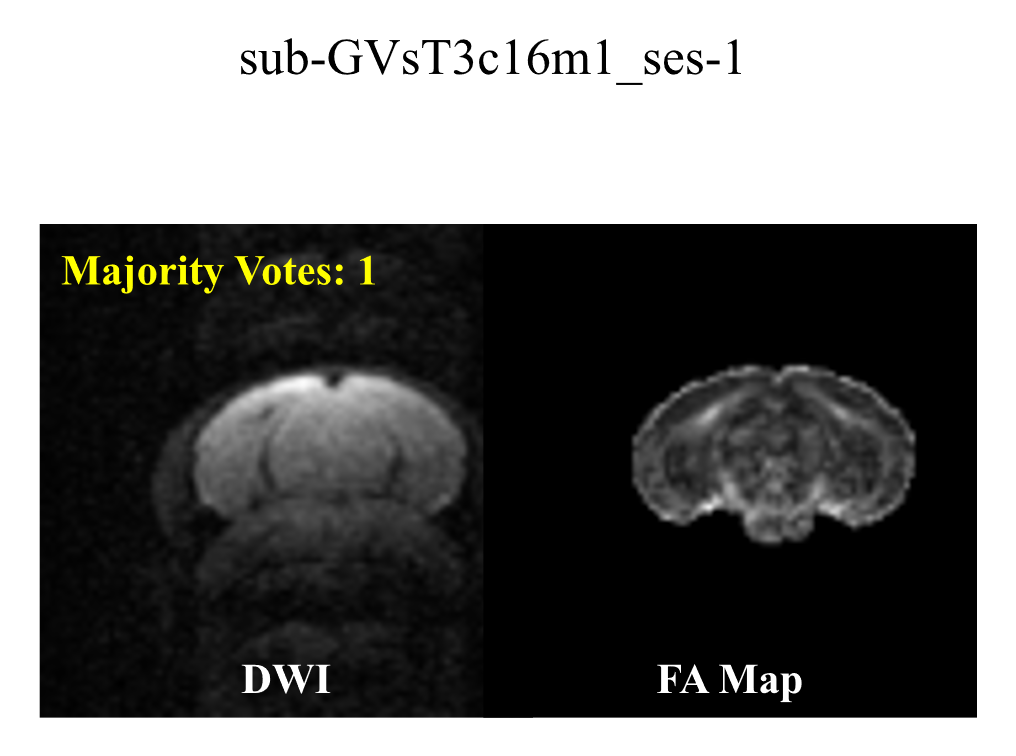 sub-GVsT3c16m1_ses-1
Majority Votes: 1
DWI
FA Map